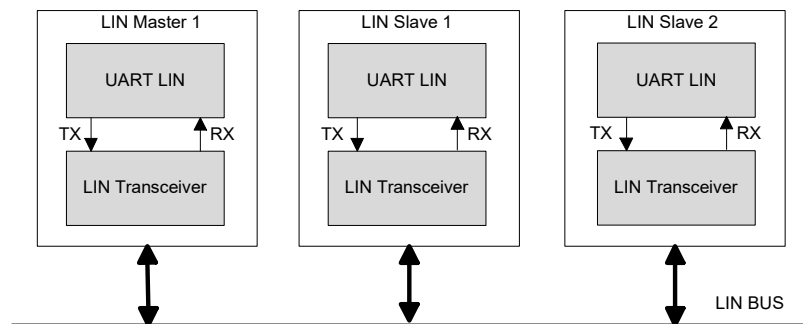 LIN Master 1
LIN Slave 1
LIN Slave 2
UART LIN
UART LIN
UART LIN
TX
RX
TX
RX
TX
RX
LIN Transceiver
LIN Transceiver
LIN Transceiver
LIN BUS